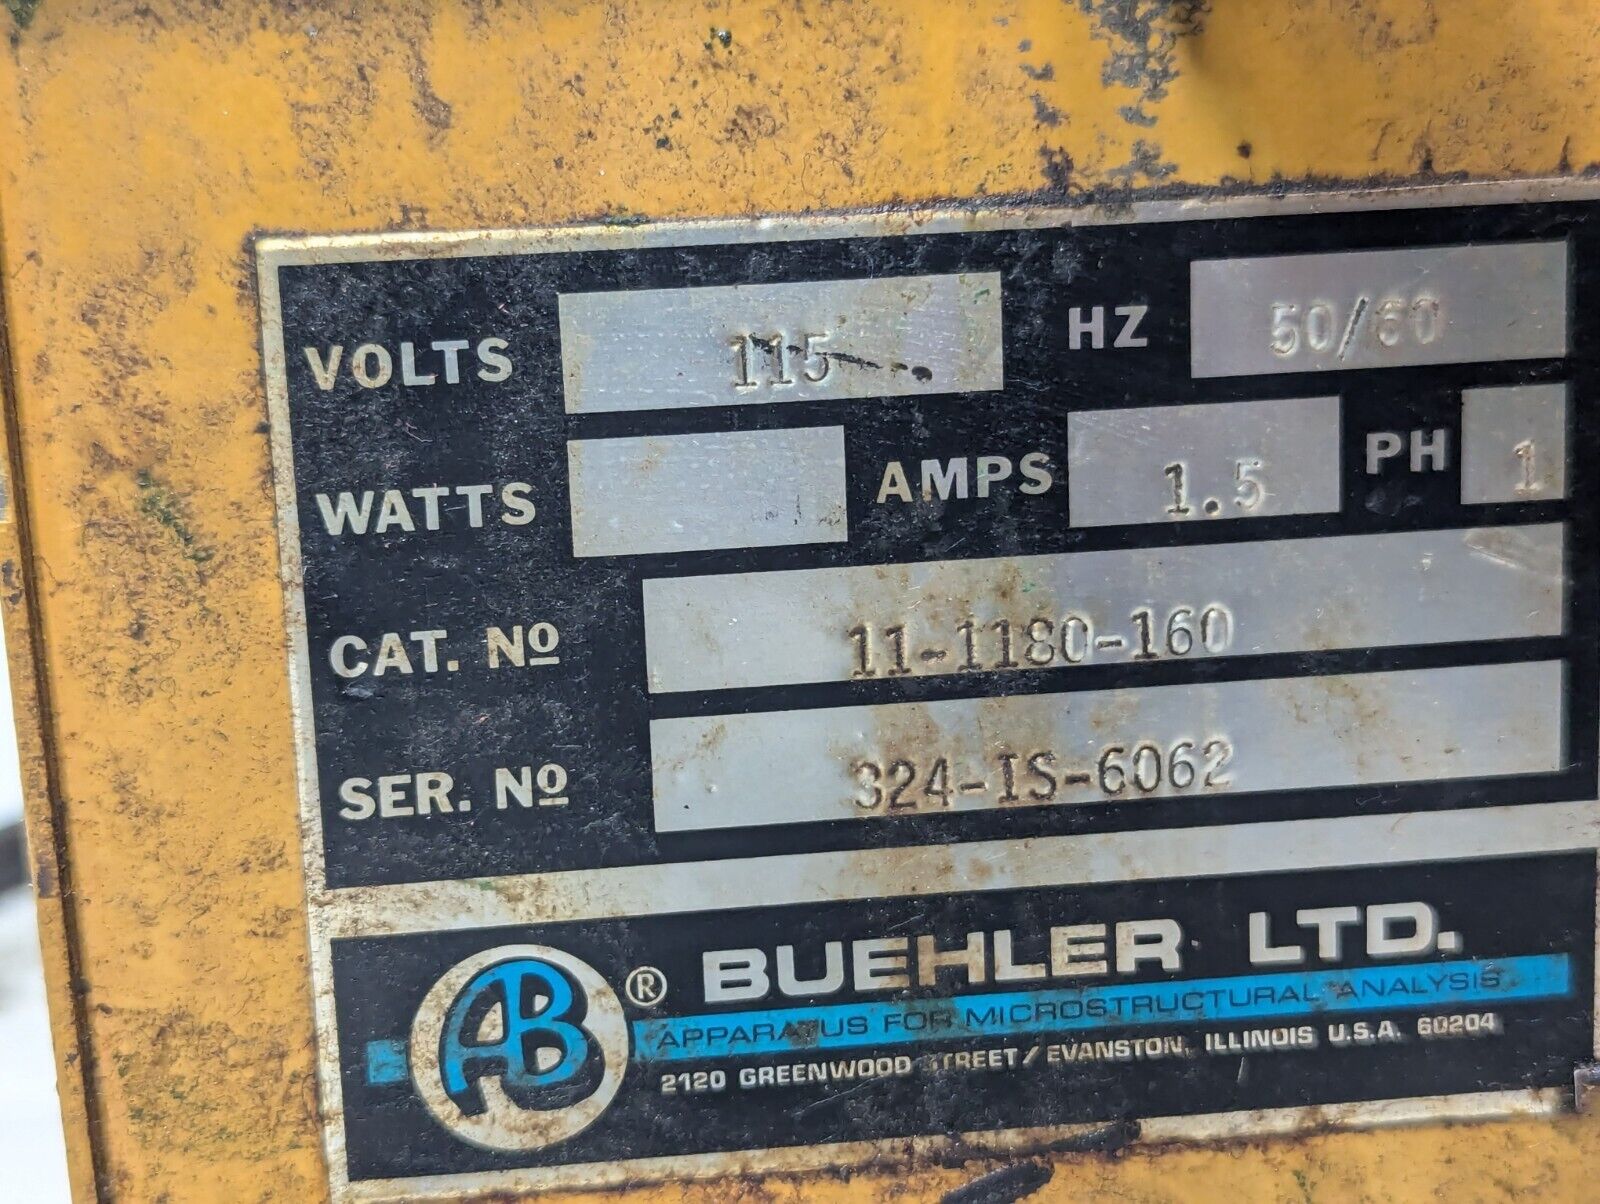 VOLTS 115 HZ 50/60
WATTS AMPS 1.5 PH 1
CAT. Nº 11-1180-160
SER. Nº 324-IS-6062
AB ® BUEHLER LTD.
APPARATUS FOR MICROSTRUCTURAL ANALYSIS
2120 GREENWOOD STREET/EVANSTON, ILLINOIS U.S.A. 60204